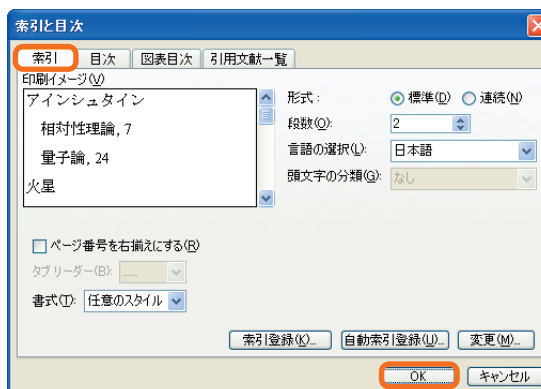 索引と目次
索引 目次 図表目次 引用文献一覧
印刷イメージ(V)
アインシュタイン
相対性理論, 7
量子論, 24
火星
形式: 標準(D) 連続(N)
段数(O): 2
言語の選択(L): 日本語
頭文字の分類(G): なし
ページ番号を右揃えにする(R)
タブリーダー(B): ......
書式(T): 任意のスタイル
索引登録(K)... 自動索引登録(U)... 変更(M)...
OK キャンセル